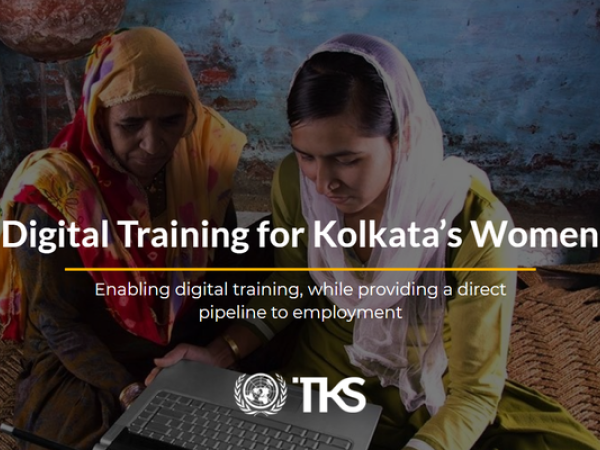 Digital Training for Kolkata's Women
Enabling digital training, while providing a direct
pipeline to employment
TKS